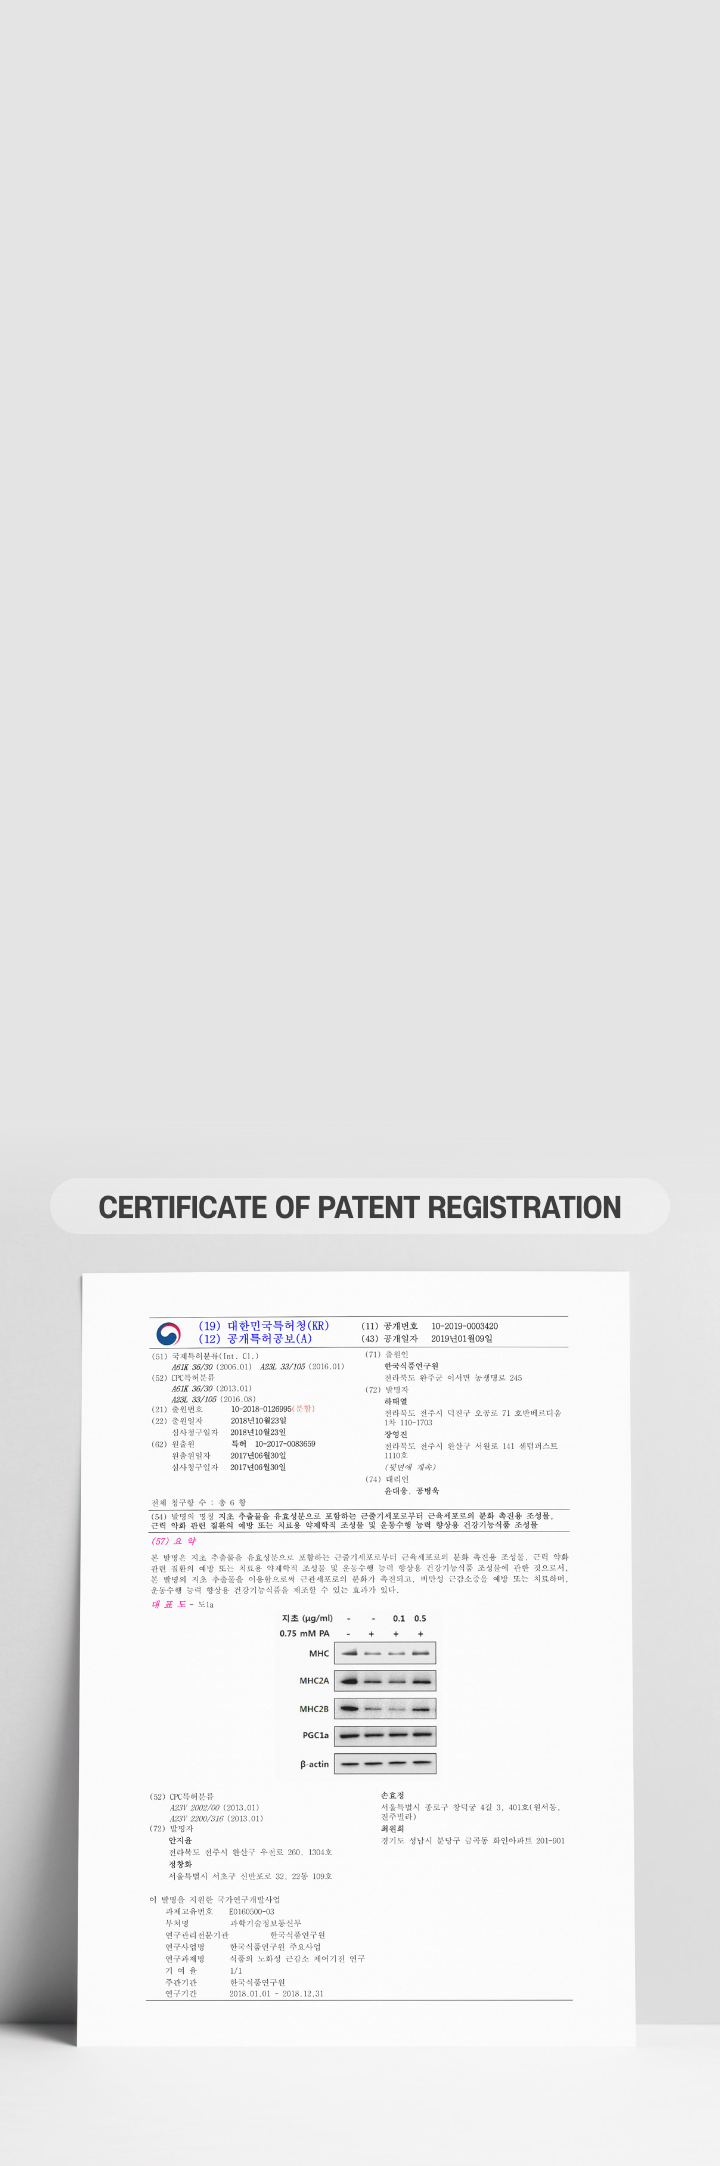 CERTIFICATE OF PATENT REGISTRATION
(19) 대한민국특허청(KR)
(12) 공개특허공보(A)
(11) 공개번호 10-2019-0003420
(43) 공개일자 2019년01월09일
(51) 국제특허분류(Int. Cl.)
A61K 36/30 (2006.01) A23L 33/105 (2016.01)
(52) CPC특허분류
A61K 36/30 (2013.01)
A23L 33/105 (2016.08)
(21) 출원번호 10-2018-0126995(분할)
(22) 출원일자 2018년10월23일
심사청구일자 2018년10월23일
(62) 원출원 특허 10-2017-0083659
원출원일자 2017년06월30일
심사청구일자 2017년06월30일
(71) 출원인
한국식품연구원
전라북도 완주군 이서면 농생명로 245
(72) 발명자
하태열
전라북도 전주시 덕진구 오공로 71 호반베르디움
1차 110-1703
장영진
전라북도 전주시 완산구 서원로 141 센텀퍼스트
1110호
(뒷면에 계속)
(74) 대리인
윤대웅, 공병욱
전체 청구항 수 : 총 6 항
(54) 발명의 명칭 지초 추출물을 유효성분으로 포함하는 근줄기세포로부터 근육세포로의 분화 촉진용 조성물,
근력 약화 관련 질환의 예방 또는 치료용 약제학적 조성물 및 운동수행 능력 향상용 건강기능식품 조성물
(57) 요 약
본 발명은 지초 추출물을 유효성분으로 포함하는 근줄기세포로부터 근육세포로의 분화 촉진용 조성물, 근력 약화
관련 질환의 예방 또는 치료용 약제학적 조성물 및 운동수행 능력 향상용 건강기능식품 조성물에 관한 것으로서,
본 발명의 지초 추출물을 이용함으로써 근관세포로의 분화가 촉진되고, 비만성 근감소증을 예방 또는 치료하며,
운동수행 능력 향상용 건강기능식품을 제조할 수 있는 효과가 있다.
대 표 도 - 도1a
지초 (μg/ml) - - 0.1 0.5
0.75 mM PA - + + +
MHC
MHC2A
MHC2B
PGC1a
β-actin
(52) CPC특허분류
A23V 2002/00 (2013.01)
A23V 2200/316 (2013.01)
(72) 발명자
안지윤
전라북도 전주시 완산구 우전로 260, 1304호
정창화
서울특별시 서초구 신반포로 32, 22동 109호
손효정
서울특별시 종로구 창덕궁 4길 3, 401호(원서동,
진주빌라)
최원희
경기도 성남시 분당구 금곡동 화인아파트 201-901
이 발명을 지원한 국가연구개발사업
과제고유번호 E0160500-03
부처명 과학기술정보통신부
연구관리전문기관 한국식품연구원
연구사업명 한국식품연구원 주요사업
연구과제명 식품의 노화성 근감소 제어기전 연구
기 여 율 1/1
주관기관 한국식품연구원
연구기간 2018.01.01 ~ 2018.12.31